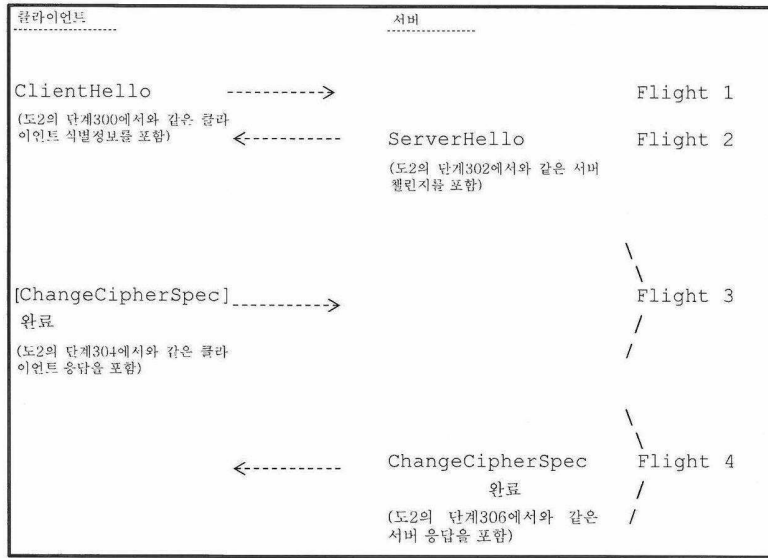 클라이언트 서버
ClientHello --------> Flight 1
(도2의 단계300에서와 같은 클라
이언트 식별정보를 포함)
<-------- ServerHello Flight 2
(도2의 단계302에서와 같은 서버
챌린지를 포함)
\
\
[ChangeCipherSpec] --------> Flight 3
완료 /
(도2의 단계304에서와 같은 클라 /
이언트 응답을 포함)
\
\
<-------- ChangeCipherSpec Flight 4
완료 /
(도2의 단계306에서와 같은 /
서버 응답을 포함)